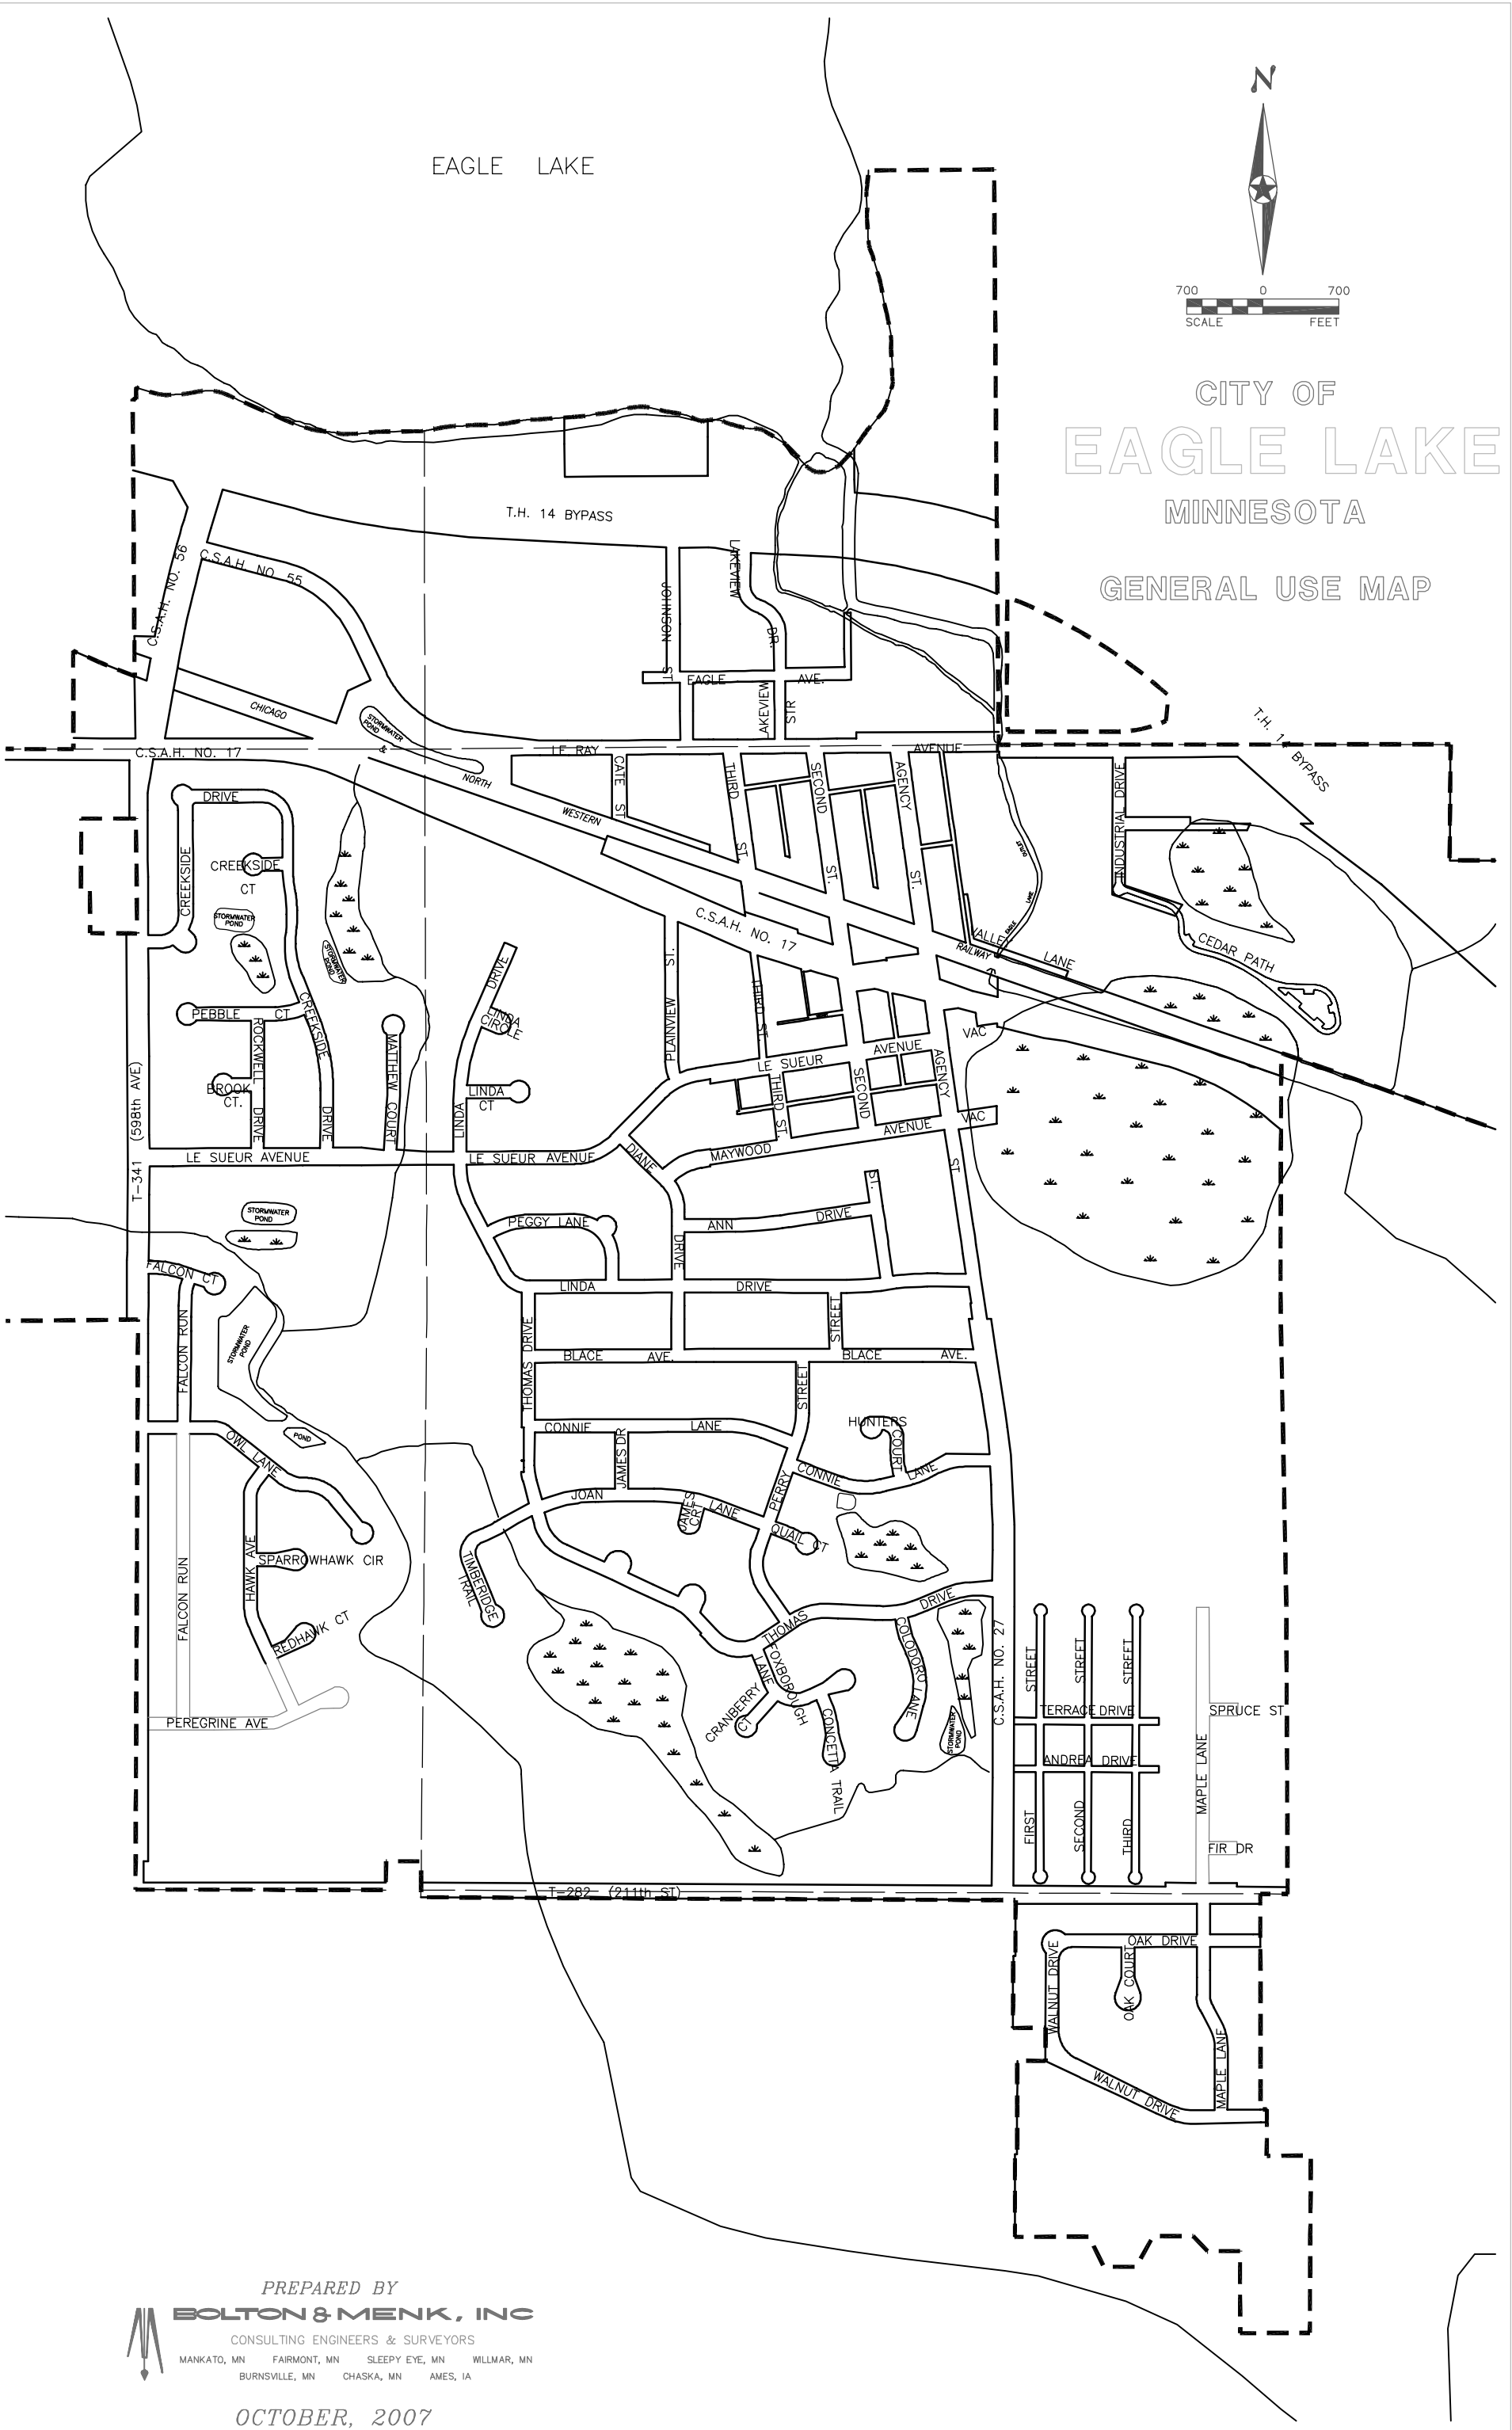 N
EAGLE LAKE
700 0 700
SCALE FEET
CITY OF
EAGLE LAKE
MINNESOTA
GENERAL USE MAP
T.H. 14 BYPASS
C.S.A.H. NO. 56
C.S.A.H. NO. 55
JOHNSON ST.
LAKEVIEW DR.
EAGLE AVE.
LAKEVIEW STR
CHICAGO
&
NORTH
WESTERN
RAILWAY
STORMWATER POND
C.S.A.H. NO. 17
LE RAY AVENUE
CATE ST
THIRD ST.
SECOND ST.
AGENCY ST.
T.H. 14 BYPASS
INDUSTRIAL DRIVE
CEDAR PATH
EAGLE LANE
VALLEY LANE
C.S.A.H. NO. 17
CREEKSIDE DRIVE
CREEKSIDE
CT
STORMWATER
POND
STORMWATER
POND
PEBBLE CT
ROCKWELL DRIVE
CREEKSIDE DRIVE
BROOK
CT.
MATTHEW COURT
LINDA DRIVE
LINDA
CIRCLE
LINDA
CT
PLAINVIEW ST.
THIRD ST.
LE SUEUR AVENUE
VAC
AGENCY ST
THIRD ST.
SECOND
MAYWOOD AVENUE
VAC
T-341 (598th AVE)
LE SUEUR AVENUE
LE SUEUR AVENUE
DIANE DRIVE
STORMWATER
POND
PEGGY LANE
ANN DRIVE
ST.
FALCON CT
FALCON RUN
STORMWATER
POND
LINDA DRIVE
THOMAS DRIVE
STREET
BLACE AVE.
BLACE AVE.
STREET
CONNIE LANE
HUNTERS
COURT
OWL LANE
POND
JAMES DR
CONNIE LANE
PERRY
JOAN LANE
JAMES
CRT
QUAIL CT
HAWK AVE
SPARROWHAWK CIR
FALCON RUN
REDHAWK CT
PEREGRINE AVE
TIMBERIDGE
TRAIL
THOMAS DRIVE
FOXBOROUGH
LANE
CRANBERRY
CT
CONCETTA TRAIL
COLODORO LANE
STORMWATER
POND
C.S.A.H. NO. 27
FIRST STREET
SECOND STREET
THIRD STREET
TERRACE DRIVE
ANDREA DRIVE
MAPLE LANE
SPRUCE ST
FIR DR
T-282 (211th ST)
WALNUT DRIVE
OAK DRIVE
OAK COURT
MAPLE LANE
WALNUT DRIVE
PREPARED BY
BOLTON & MENK, INC
CONSULTING ENGINEERS & SURVEYORS
MANKATO, MN FAIRMONT, MN SLEEPY EYE, MN WILLMAR, MN
BURNSVILLE, MN CHASKA, MN AMES, IA
OCTOBER, 2007